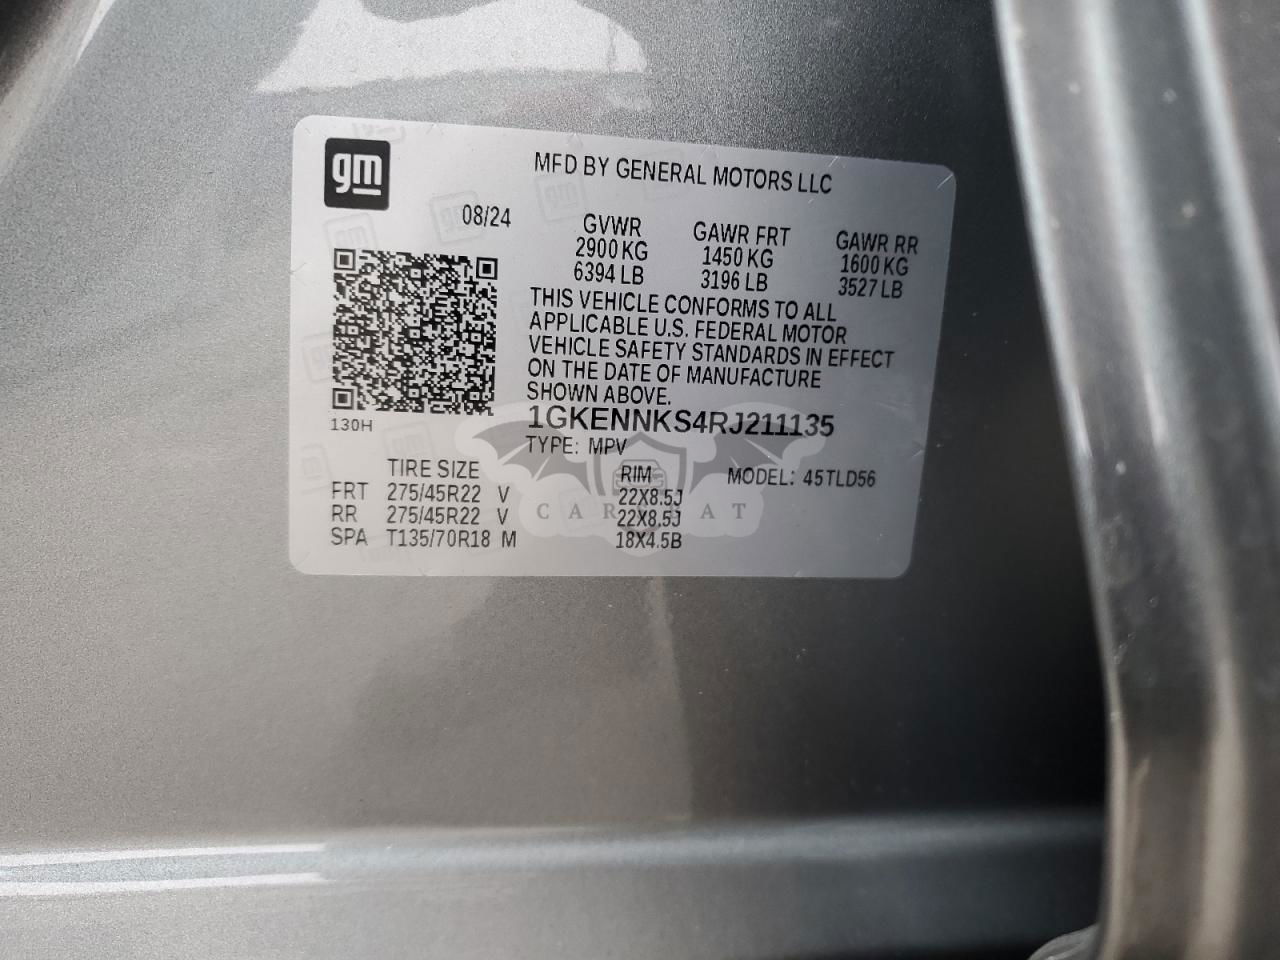 gm
MFD BY GENERAL MOTORS LLC
08/24
GVWR GAWR FRT GAWR RR
2900 KG 1450 KG 1600 KG
6394 LB 3196 LB 3527 LB
THIS VEHICLE CONFORMS TO ALL
APPLICABLE U.S. FEDERAL MOTOR
VEHICLE SAFETY STANDARDS IN EFFECT
ON THE DATE OF MANUFACTURE
SHOWN ABOVE.
130H
1GKENNKS4RJ211135
TYPE: MPV
TIRE SIZE RIM MODEL: 45TLD56
FRT 275/45R22 V 22X8.5J
RR 275/45R22 V 22X8.5J
SPA T135/70R18 M 18X4.5B